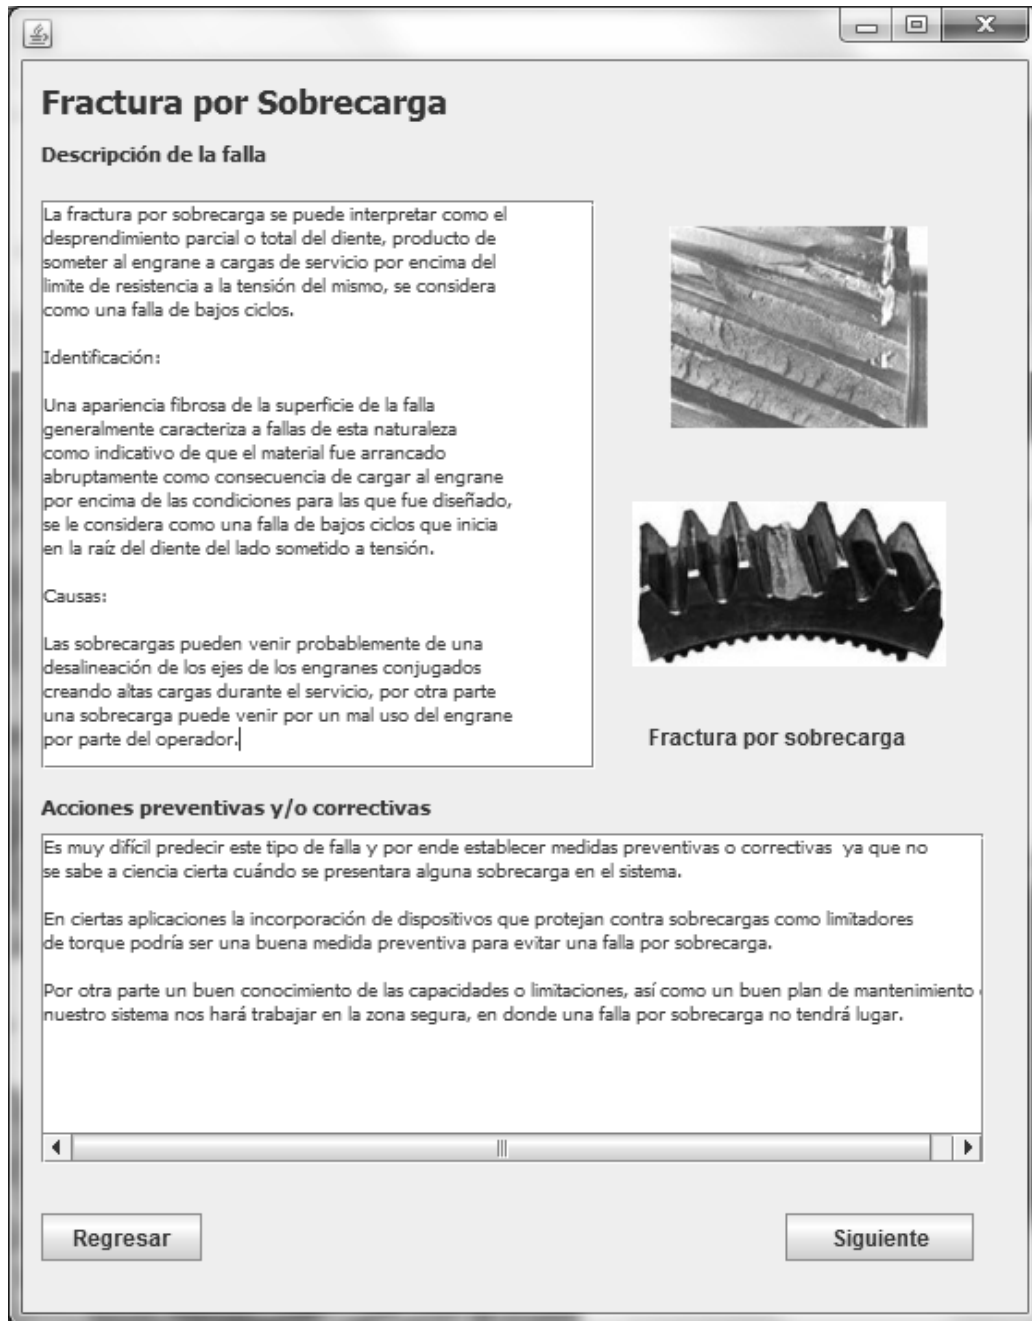 Fractura por Sobrecarga
Descripción de la falla
La fractura por sobrecarga se puede interpretar como el
desprendimiento parcial o total del diente, producto de
someter al engrane a cargas de servicio por encima del
limite de resistencia a la tensión del mismo, se considera
como una falla de bajos ciclos.
Identificación:
Una apariencia fibrosa de la superficie de la falla
generalmente caracteriza a fallas de esta naturaleza
como indicativo de que el material fue arrancado
abruptamente como consecuencia de cargar al engrane
por encima de las condiciones para las que fue diseñado,
se le considera como una falla de bajos ciclos que inicia
en la raíz del diente del lado sometido a tensión.
Causas:
Las sobrecargas pueden venir probablemente de una
desalineación de los ejes de los engranes conjugados
creando altas cargas durante el servicio, por otra parte
una sobrecarga puede venir por un mal uso del engrane
por parte del operador.
Fractura por sobrecarga
Acciones preventivas y/o correctivas
Es muy difícil predecir este tipo de falla y por ende establecer medidas preventivas o correctivas ya que no
se sabe a ciencia cierta cuándo se presentara alguna sobrecarga en el sistema.
En ciertas aplicaciones la incorporación de dispositivos que protejan contra sobrecargas como limitadores
de torque podría ser una buena medida preventiva para evitar una falla por sobrecarga.
Por otra parte un buen conocimiento de las capacidades o limitaciones, así como un buen plan de mantenimiento
nuestro sistema nos hará trabajar en la zona segura, en donde una falla por sobrecarga no tendrá lugar.
Regresar
Siguiente